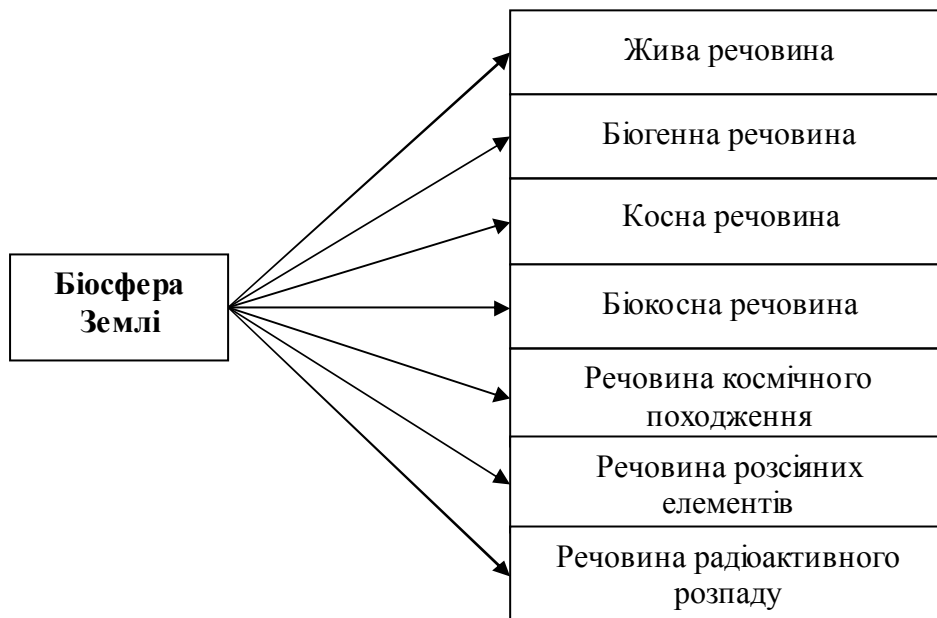 Біосфера
Землі
Жива речовина
Біогенна речовина
Косна речовина
Біокосна речовина
Речовина космічного
походження
Речовина розсіяних
елементів
Речовина радіоактивного
розпаду